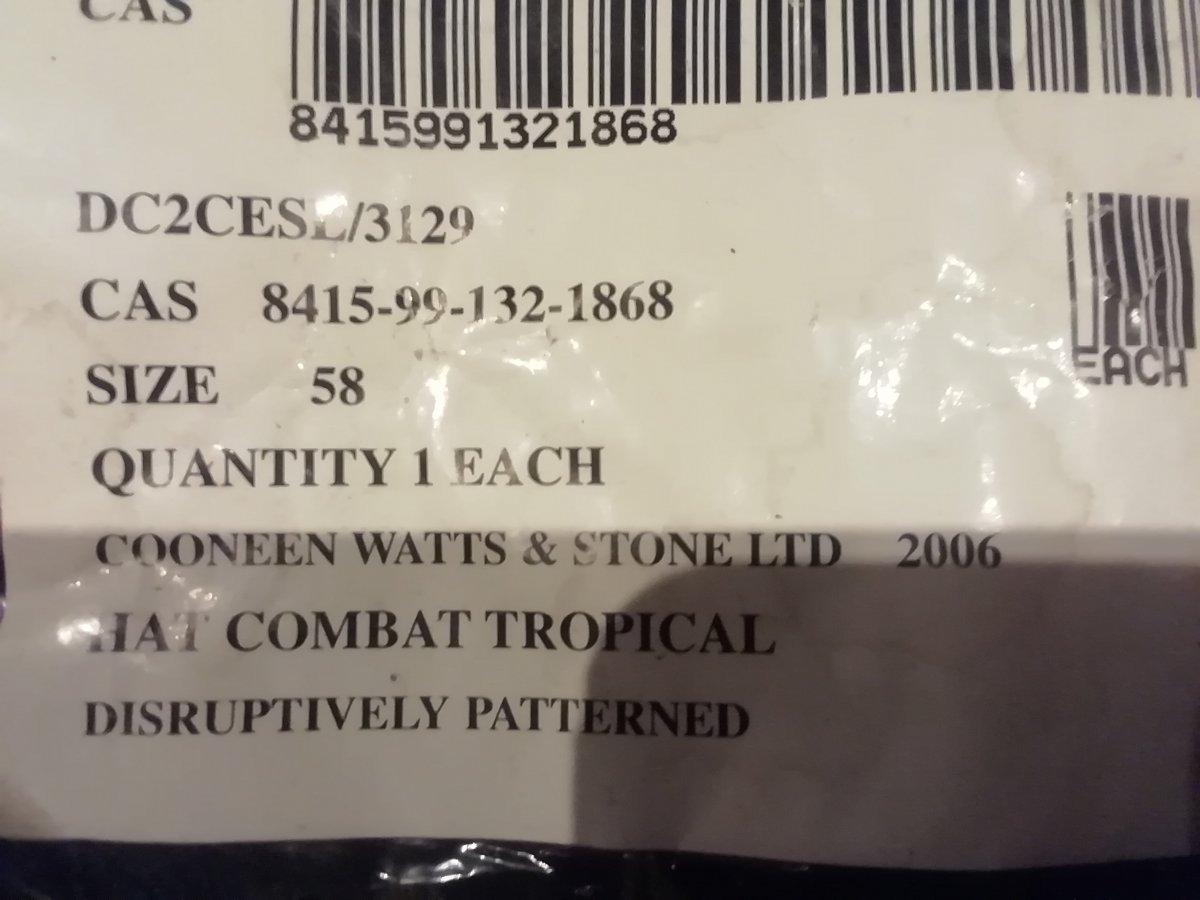 CAS
8415991321868
DC2CESL/3129
CAS 8415-99-132-1868
EACH
SIZE 58
QUANTITY 1 EACH
COONEEN WATTS & STONE LTD 2006
HAT COMBAT TROPICAL
DISRUPTIVELY PATTERNED